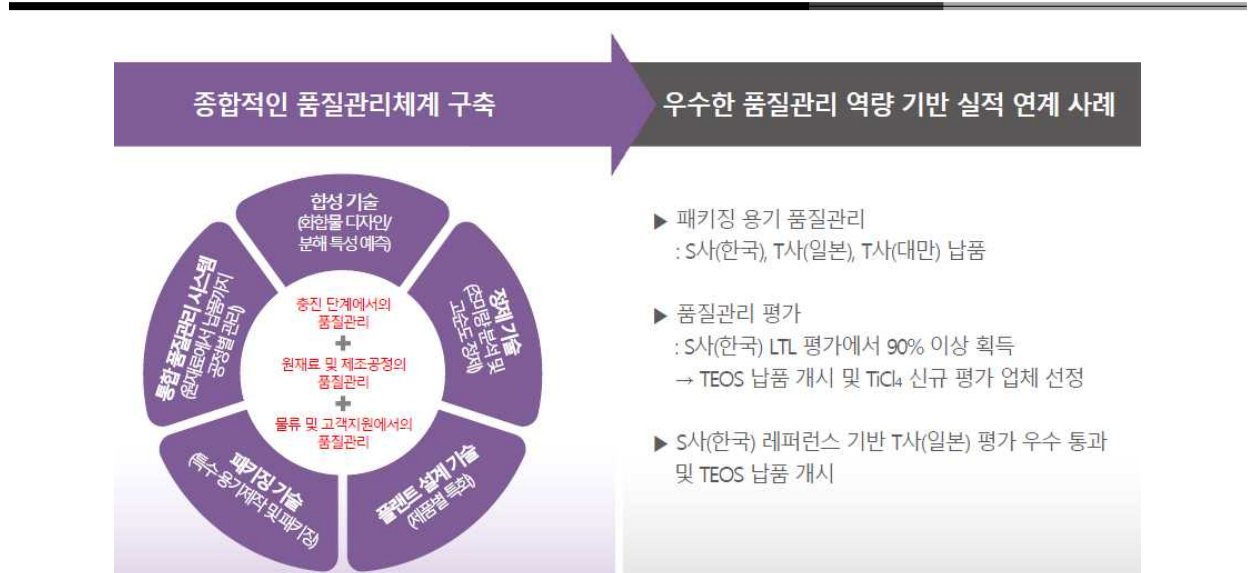 종합적인 품질관리체계 구축
우수한 품질관리 역량 기반 실적 연계 사례
합성 기술
(화합물 디자인/
분해 특성 예측)
정제 기술
(초미량 분석 및
고순도 정제)
플랜트 설계 기술
(제품별 특화)
패키징 기술
(특수 용기제작 및 패키징)
통합 품질관리 시스템
(원재료에서 납품까지
공정별 관리)
충진 단계에서의
품질관리
+
원재료 및 제조공정의
품질관리
+
물류 및 고객지원에서의
품질관리
▶ 패키징 용기 품질관리
: S사(한국), T사(일본), T사(대만) 납품
▶ 품질관리 평가
: S사(한국) LTL 평가에서 90% 이상 획득
→ TEOS 납품 개시 및 TiCl₄ 신규 평가 업체 선정
▶ S사(한국) 레퍼런스 기반 T사(일본) 평가 우수 통과
및 TEOS 납품 개시